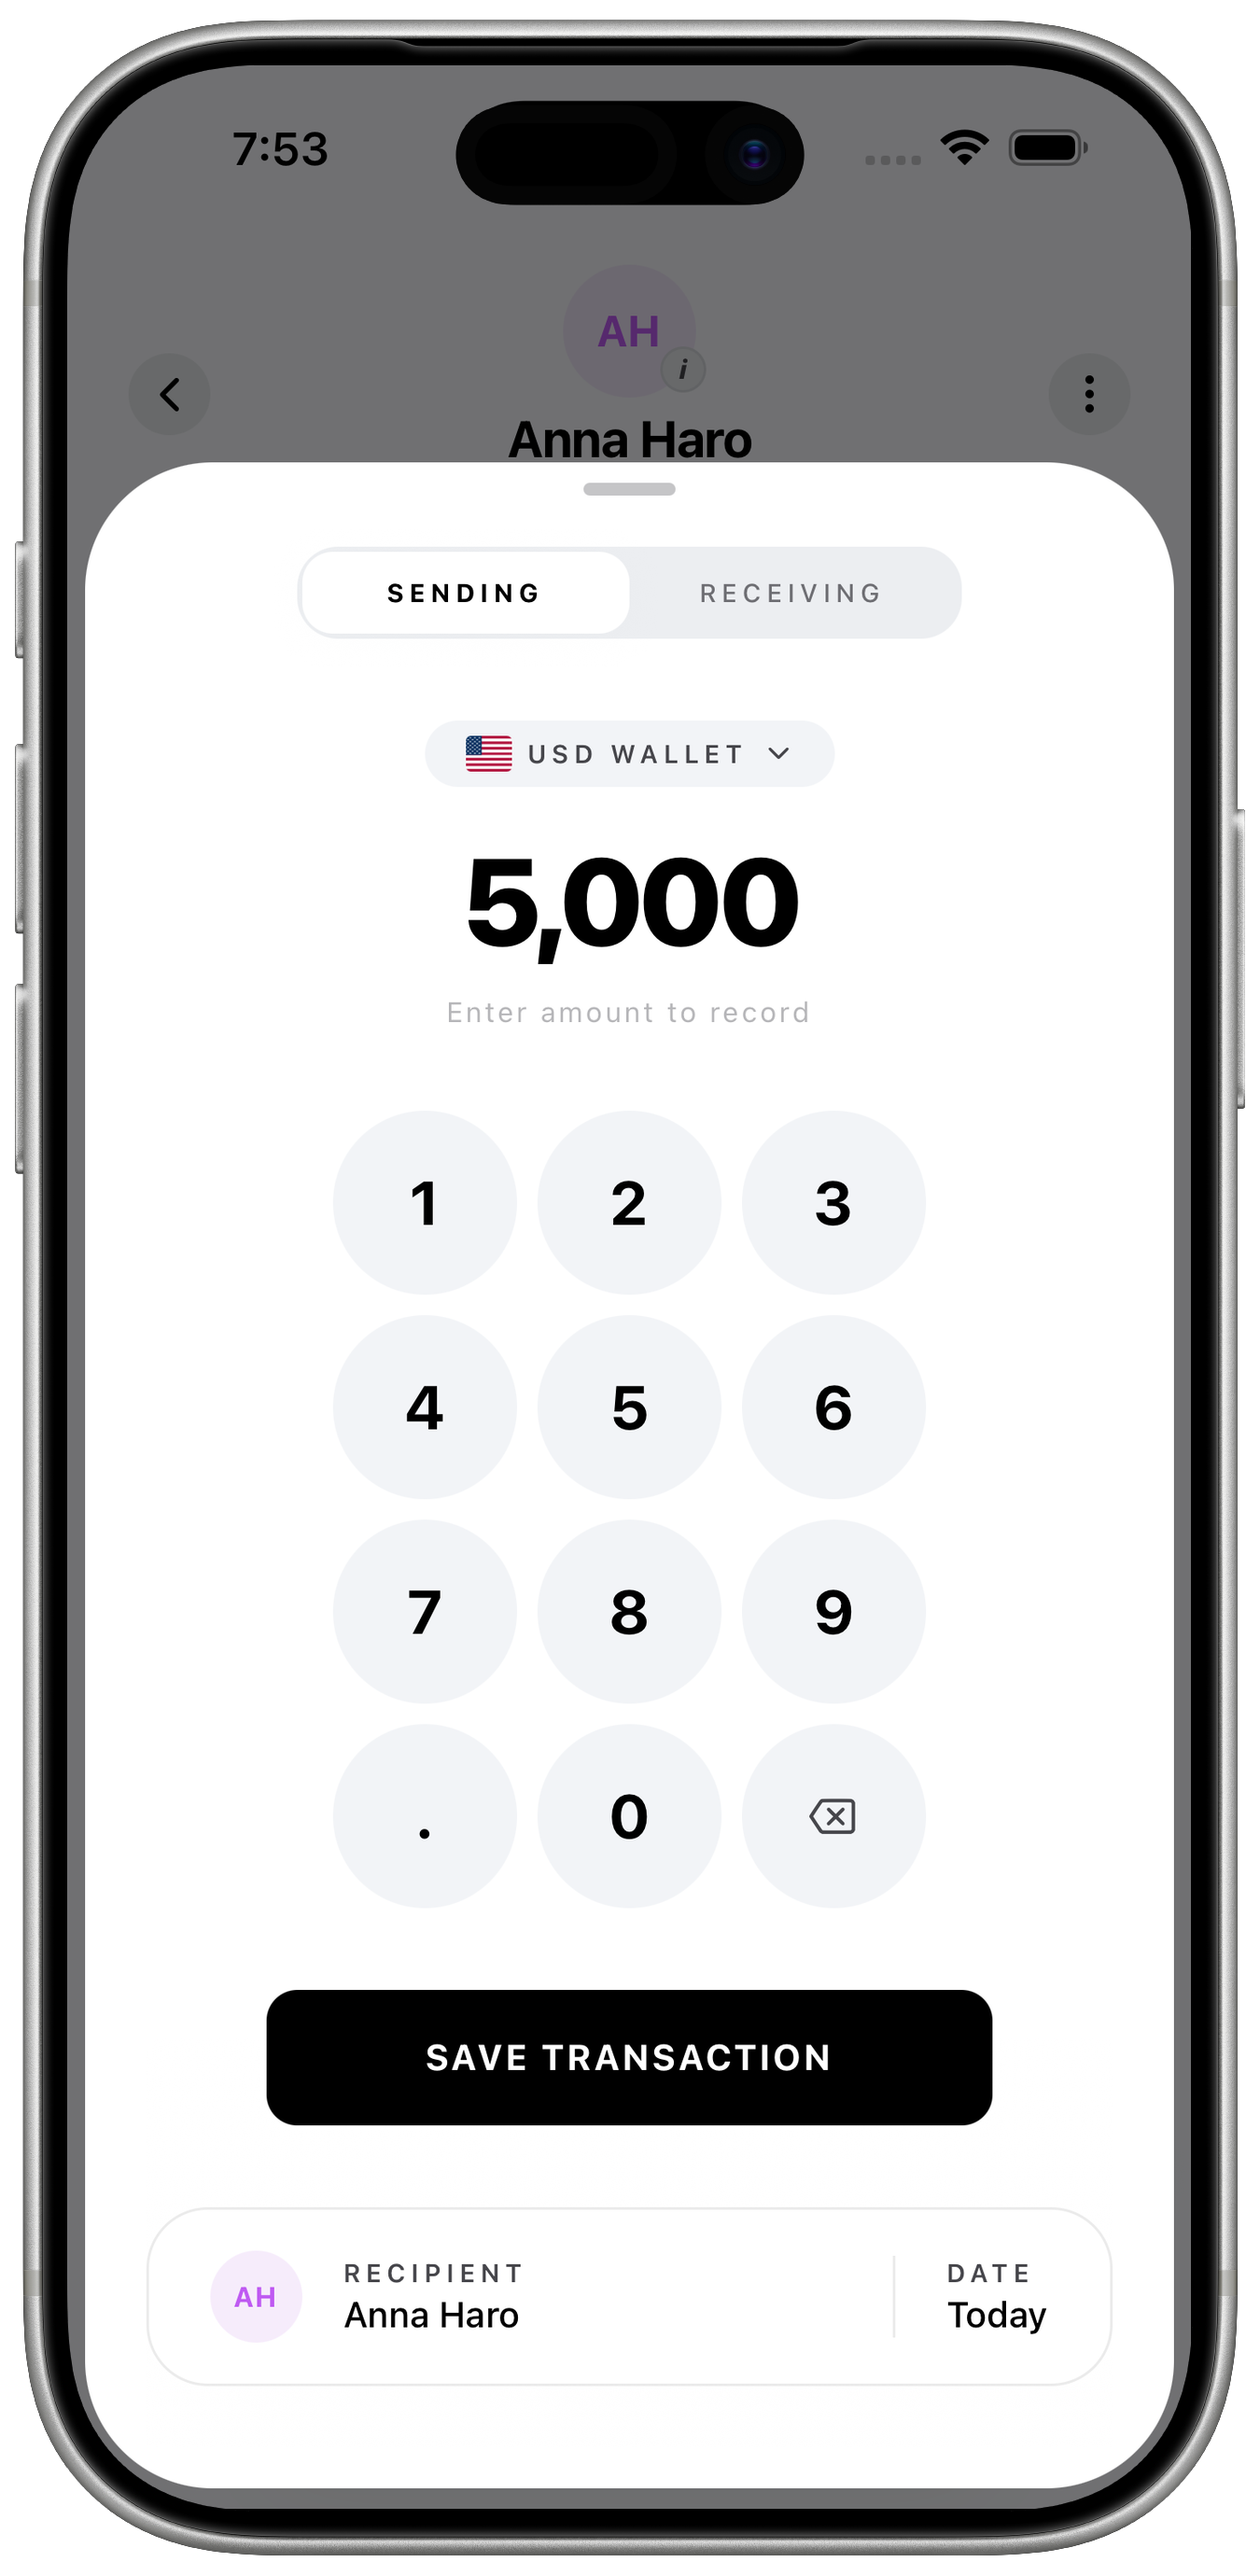 7:53
AH
i
Anna Haro
SENDING RECEIVING
USD WALLET
5,000
Enter amount to record
1 2 3
4 5 6
7 8 9
. 0
SAVE TRANSACTION
AH
RECIPIENT
Anna Haro
DATE
Today